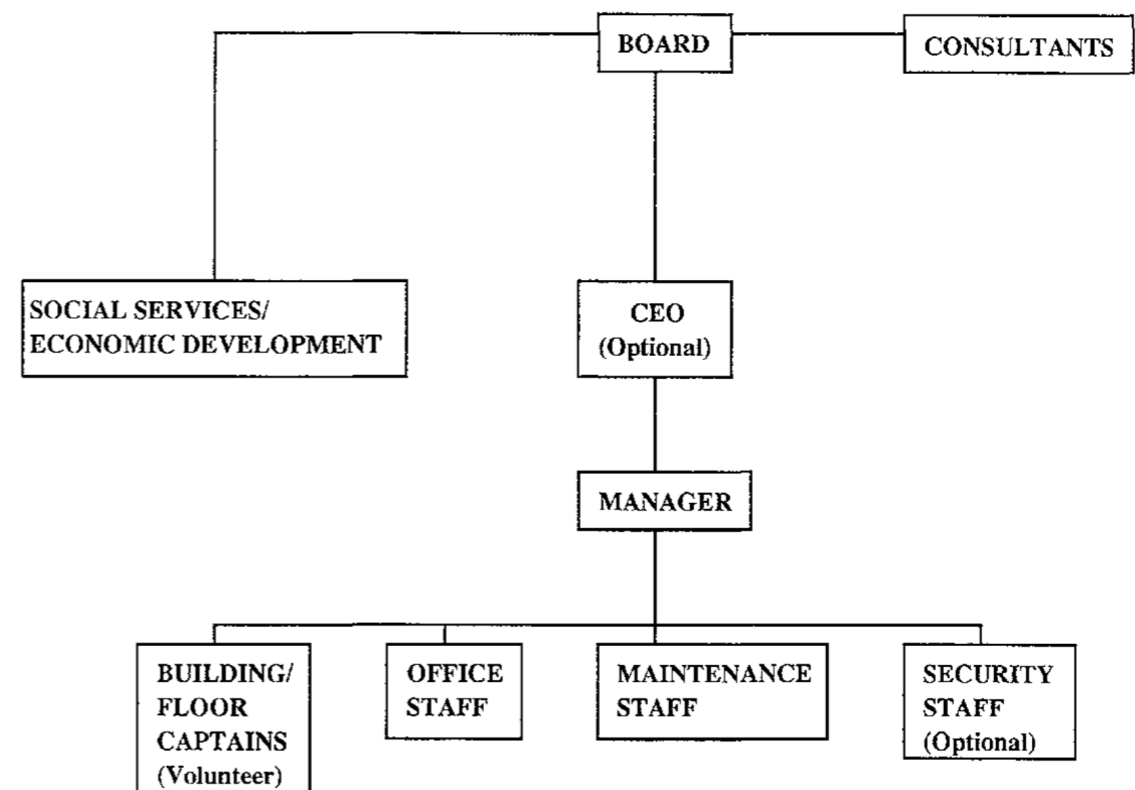 BOARD
CONSULTANTS
SOCIAL SERVICES/
ECONOMIC DEVELOPMENT
CEO
(Optional)
MANAGER
BUILDING/
FLOOR
CAPTAINS
(Volunteer)
OFFICE
STAFF
MAINTENANCE
STAFF
SECURITY
STAFF
(Optional)